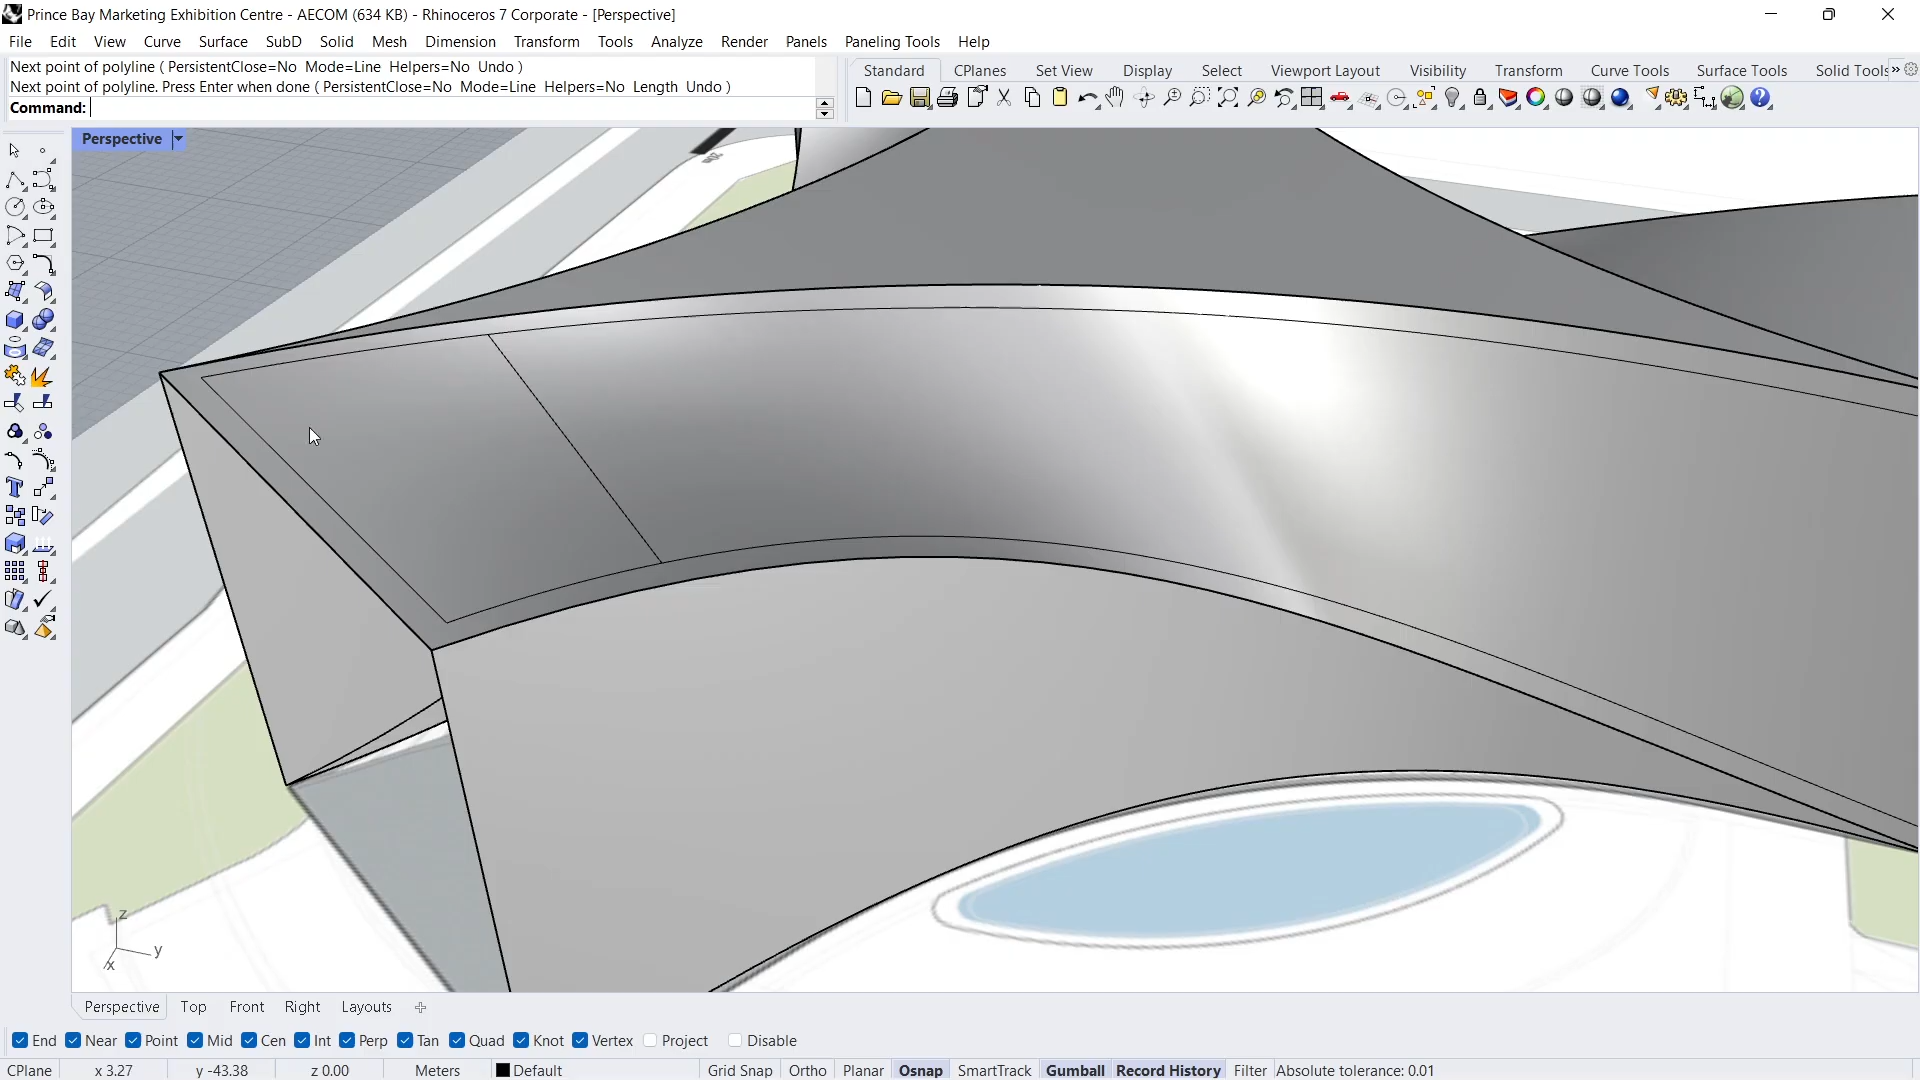 Prince Bay Marketing Exhibition Centre - AECOM (634 KB) - Rhinoceros 7 Corporate - [Perspective]
File Edit View Curve Surface SubD Solid Mesh Dimension Transform Tools Analyze Render Panels Paneling Tools Help
Next point of polyline ( PersistentClose=No Mode=Line Helpers=No Undo )
Next point of polyline. Press Enter when done ( PersistentClose=No Mode=Line Helpers=No Length Undo )
Command:
Standard CPlanes Set View Display Select Viewport Layout Visibility Transform Curve Tools Surface Tools Solid Tools »
Perspective
z
y
x
Perspective Top Front Right Layouts
End Near Point Mid Cen Int Perp Tan Quad Knot Vertex Project Disable
CPlane x 3.27 y -43.38 z 0.00 Meters Default Grid Snap Ortho Planar Osnap SmartTrack Gumball Record History Filter Absolute tolerance: 0.01